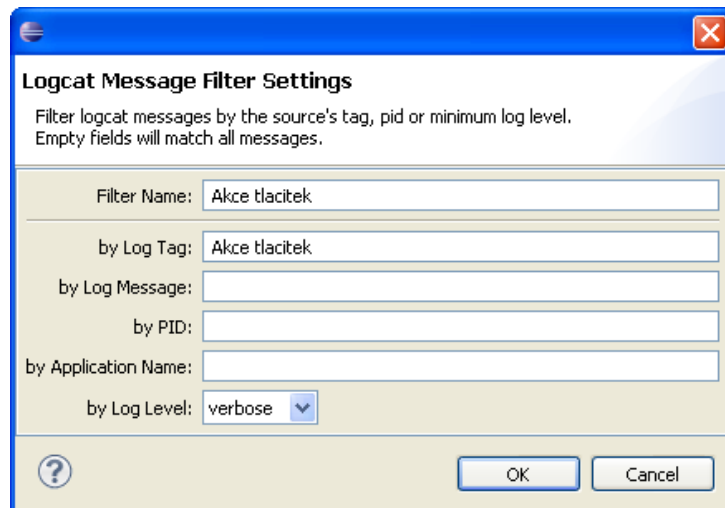 Logcat Message Filter Settings
Filter logcat messages by the source's tag, pid or minimum log level.
Empty fields will match all messages.
Filter Name: Akce tlacitek
by Log Tag: Akce tlacitek
by Log Message:
by PID:
by Application Name:
by Log Level: verbose
? OK Cancel